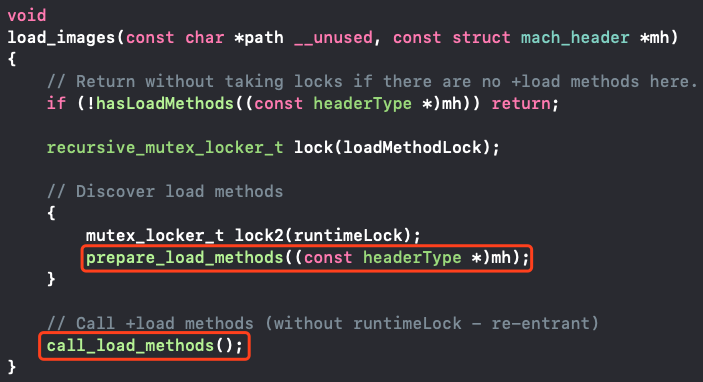 void
load_images(const char *path __unused, const struct mach_header *mh)
{
    // Return without taking locks if there are no +load methods here.
    if (!hasLoadMethods((const headerType *)mh)) return;

    recursive_mutex_locker_t lock(loadMethodLock);

    // Discover load methods
    {
        mutex_locker_t lock2(runtimeLock);
        prepare_load_methods((const headerType *)mh);
    }

    // Call +load methods (without runtimeLock - re-entrant)
    call_load_methods();
}